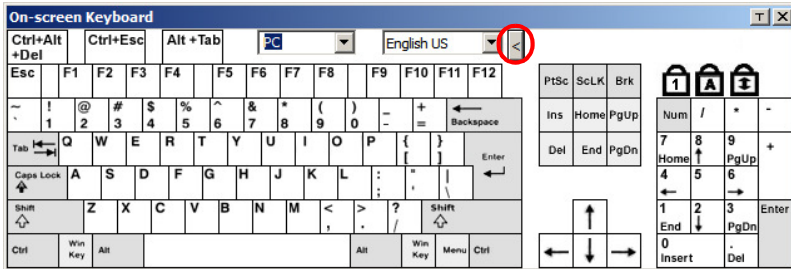 On-screen Keyboard T X
Ctrl+Alt +Del Ctrl+Esc Alt +Tab PC English US <
Esc F1 F2 F3 F4 F5 F6 F7 F8 F9 F10 F11 F12 PtSc ScLK Brk 1 A
~ ! @ # $ % ^ & * ( ) _ +
` 1 2 3 4 5 6 7 8 9 0 - = Backspace Ins Home PgUp Num / * -
Tab Q W E R T Y U I O P { }
[ ] Enter Del End PgDn 7 Home 8 9 PgUp +
Caps Lock A S D F G H J K L : " |
; ' \ 4 5 6
Shift Z X C V B N M < > ? Shift
, . / 1 End 2 3 PgDn Enter
Ctrl Win Key Alt Alt Win Key Menu Ctrl 0 Insert . Del